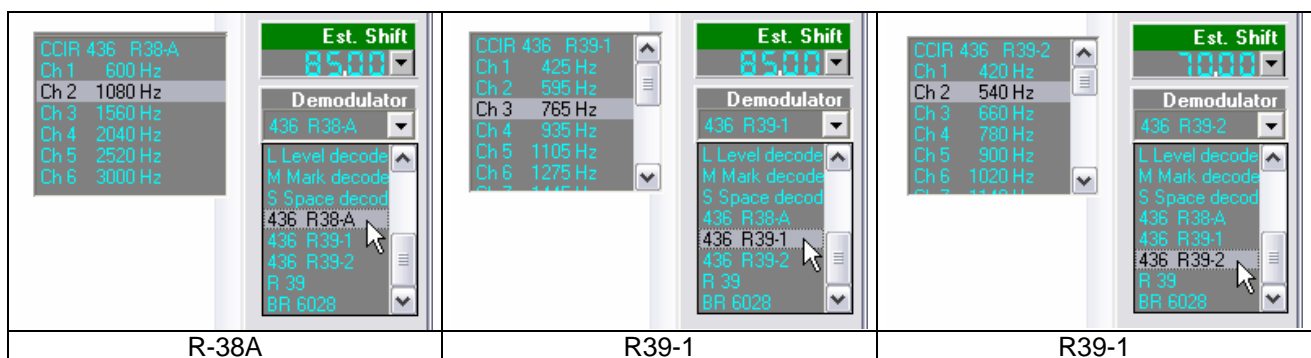 CCIR 436 R38-A
Ch 1 600 Hz
Ch 2 1080 Hz
Ch 3 1560 Hz
Ch 4 2040 Hz
Ch 5 2520 Hz
Ch 6 3000 Hz
Est. Shift
85.00
Demodulator
436 R38-A
L Level decode
M Mark decode
S Space decod
436 R38-A
436 R39-1
436 R39-2
R 39
BR 6028
R-38A
CCIR 436 R39-1
Ch 1 425 Hz
Ch 2 595 Hz
Ch 3 765 Hz
Ch 4 935 Hz
Ch 5 1105 Hz
Ch 6 1275 Hz
Est. Shift
85.00
Demodulator
436 R39-1
L Level decode
M Mark decode
S Space decod
436 R38-A
436 R39-1
436 R39-2
R 39
BR 6028
R39-1
CCIR 436 R39-2
Ch 1 420 Hz
Ch 2 540 Hz
Ch 3 660 Hz
Ch 4 780 Hz
Ch 5 900 Hz
Ch 6 1020 Hz
Est. Shift
70.00
Demodulator
436 R39-2
L Level decode
M Mark decode
S Space decod
436 R38-A
436 R39-1
436 R39-2
R 39
BR 6028
R39-1